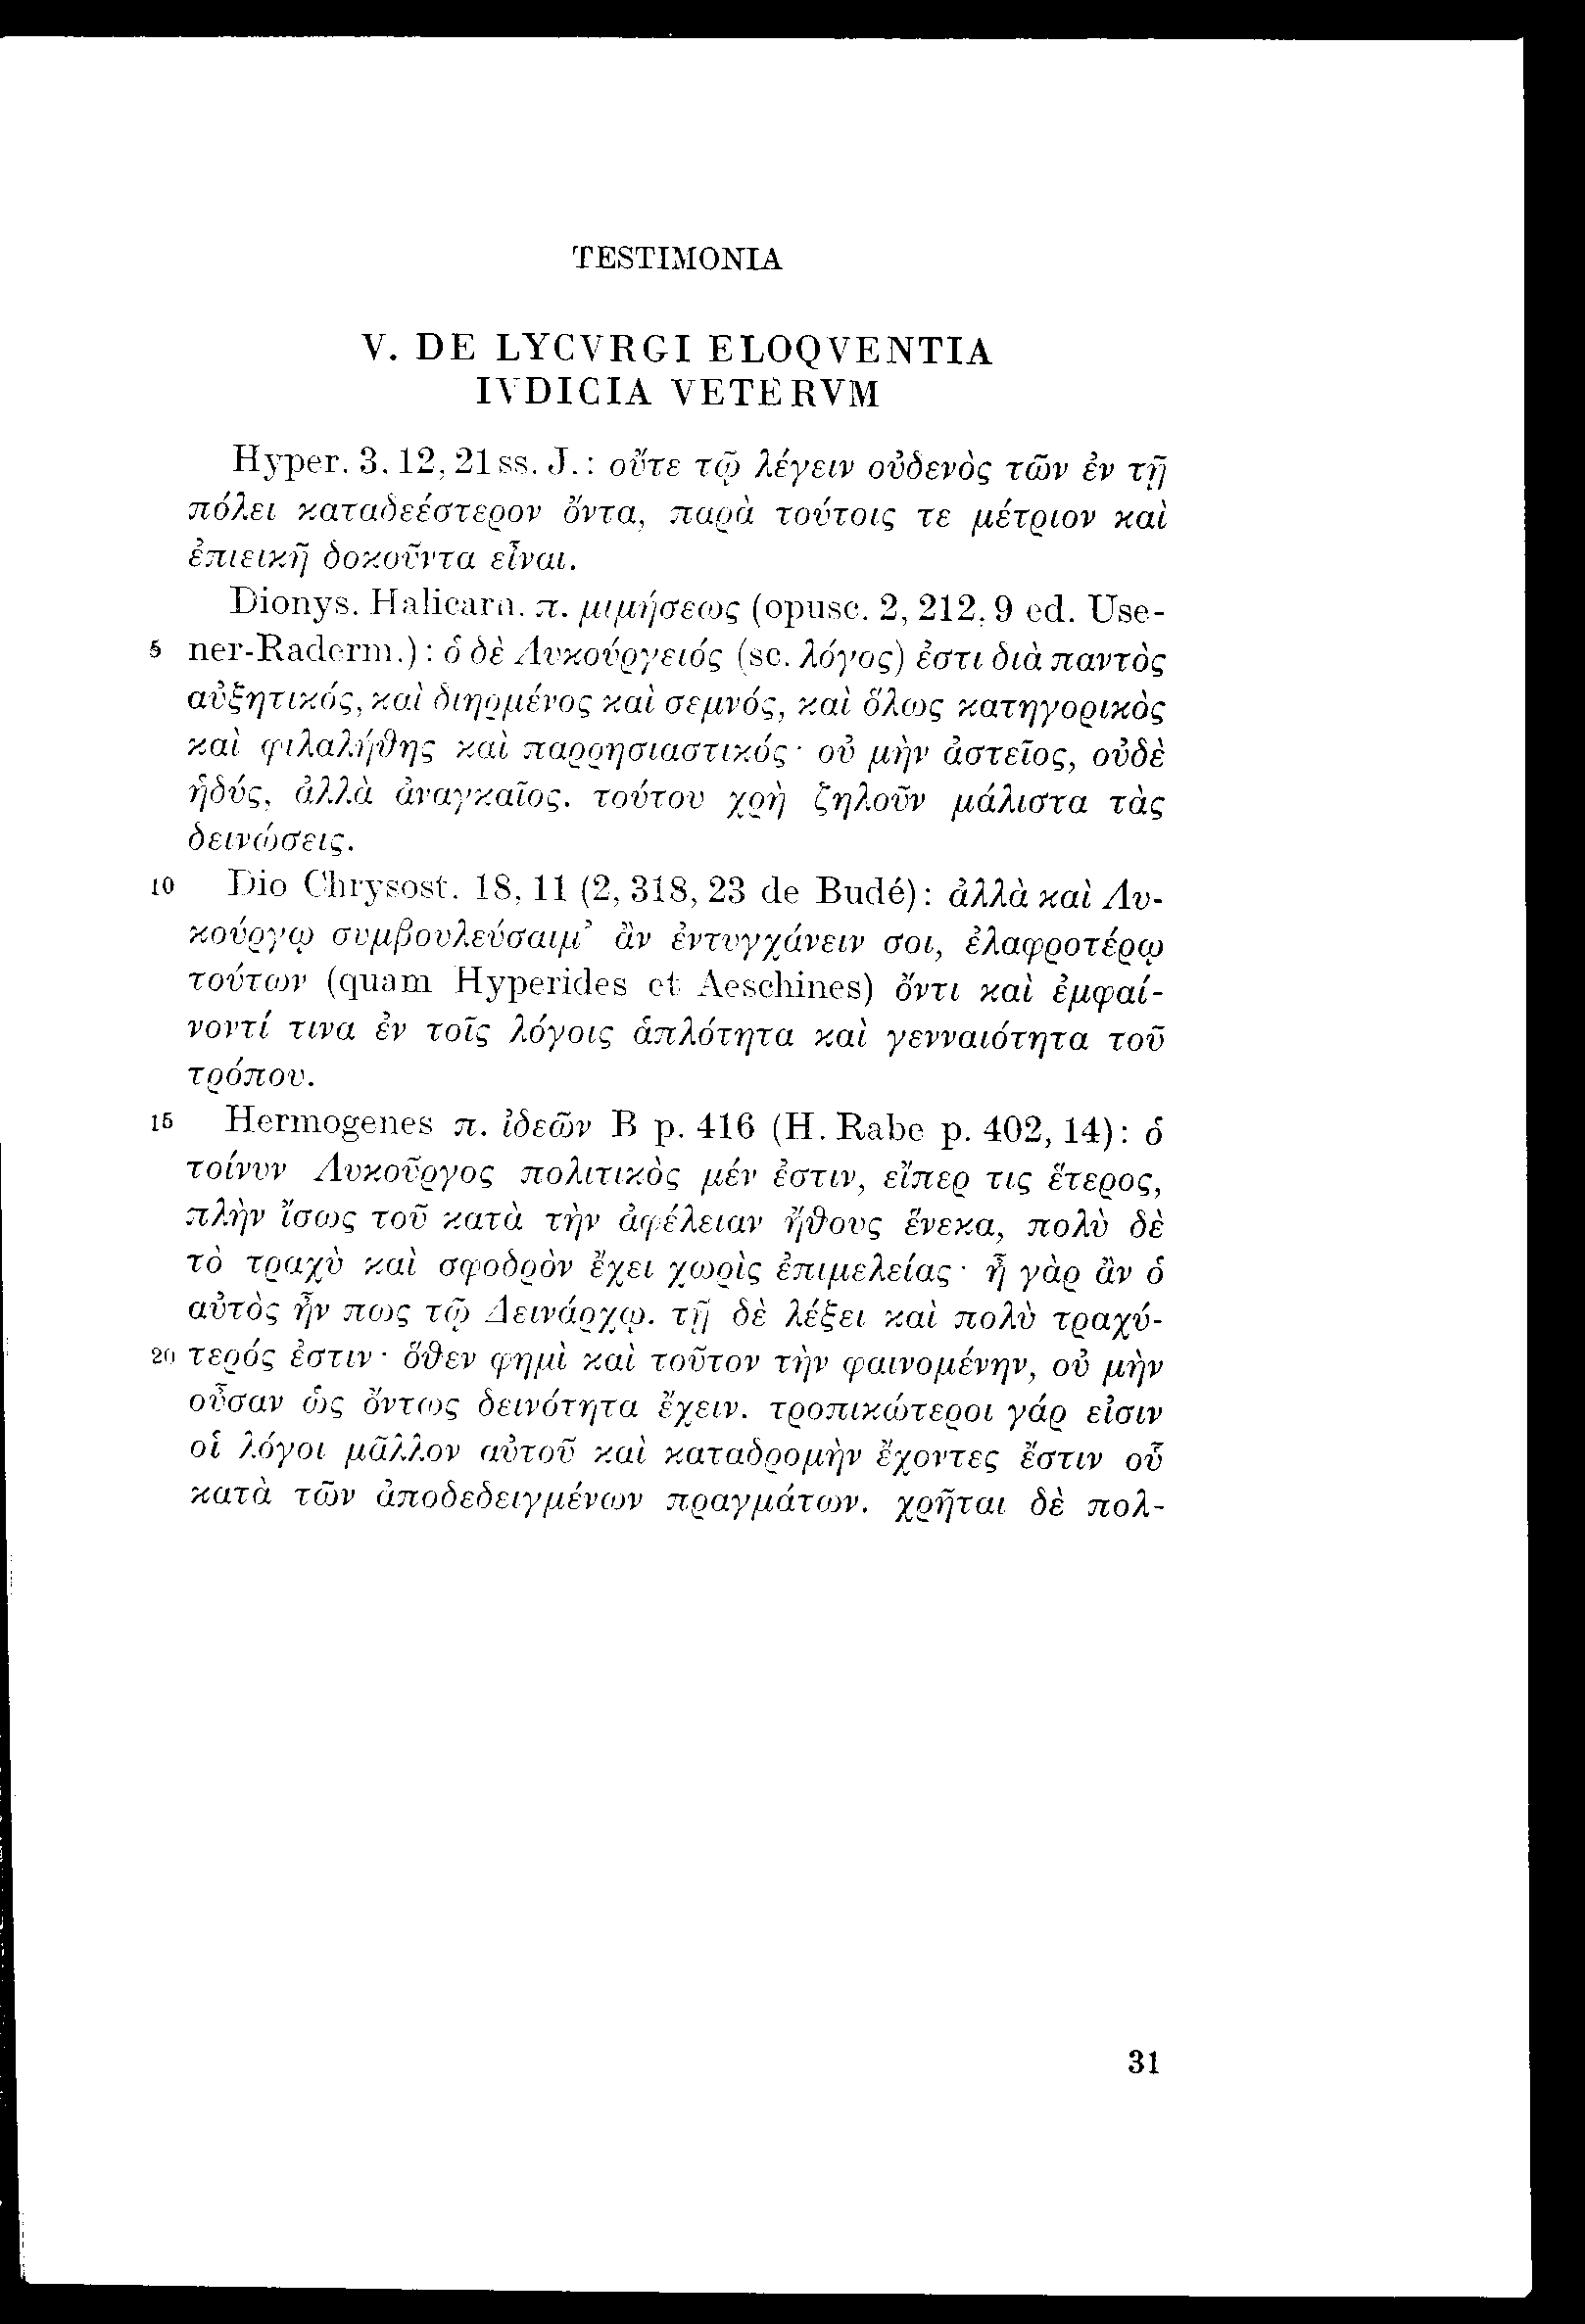 TESTIMONIA
V. DE LYCVRGI ELOQVENTIA
IVDICIA VETERVM
Hyper. 3, 12, 21 ss. J.: οὔτε τῷ λέγειν οὐδενὸς τῶν ἐν τῇ
πόλει καταδεέστερον ὄντα, παρὰ τούτοις τε μέτριον καὶ
ἐπιεικῆ δοκοῦντα εἶναι.
Dionys. Halicarn. π. μιμήσεως (opusc. 2, 212, 9 ed. Use-
5 ner-Raderm.): ὁ δὲ Λυκούργειός (sc. λόγος) ἐστι διὰ παντὸς
αὐξητικός, καὶ διηρμένος καὶ σεμνός, καὶ ὅλως κατηγορικὸς
καὶ φιλαλήθης καὶ παρρησιαστικός· οὐ μὴν ἀστεῖος, οὐδὲ
ἡδύς, ἀλλὰ ἀναγκαῖος. τούτου χρὴ ζηλοῦν μάλιστα τὰς
δεινώσεις.
10 Dio Chrysost. 18, 11 (2, 318, 23 de Budé): ἀλλὰ καὶ Λυ-
κούργῳ συμβουλεύσαιμ’ ἂν ἐντυγχάνειν σοι, ἐλαφροτέρῳ
τούτων (quam Hyperides et Aeschines) ὄντι καὶ ἐμφαί-
νοντί τινα ἐν τοῖς λόγοις ἁπλότητα καὶ γενναιότητα τοῦ
τρόπου.
15 Hermogenes π. ἰδεῶν B p. 416 (H. Rabe p. 402, 14): ὁ
τοίνυν Λυκοῦργος πολιτικὸς μέν ἐστιν, εἴπερ τις ἕτερος,
πλὴν ἴσως τοῦ κατὰ τὴν ἀφέλειαν ἤθους ἕνεκα, πολὺ δὲ
τὸ τραχὺ καὶ σφοδρὸν ἔχει χωρὶς ἐπιμελείας· ἦ γὰρ ἂν ὁ
αὐτὸς ἦν πως τῷ Δεινάρχῳ. τῇ δὲ λέξει καὶ πολὺ τραχύ-
20 τερός ἐστιν· ὅθεν φημὶ καὶ τοῦτον τὴν φαινομένην, οὐ μὴν
οὖσαν ὡς ὄντως δεινότητα ἔχειν. τροπικώτεροι γάρ εἰσιν
οἱ λόγοι μᾶλλον αὐτοῦ καὶ καταδρομὴν ἔχοντες ἔστιν οὗ
κατὰ τῶν ἀποδεδειγμένων πραγμάτων. χρῆται δὲ πολ-
31